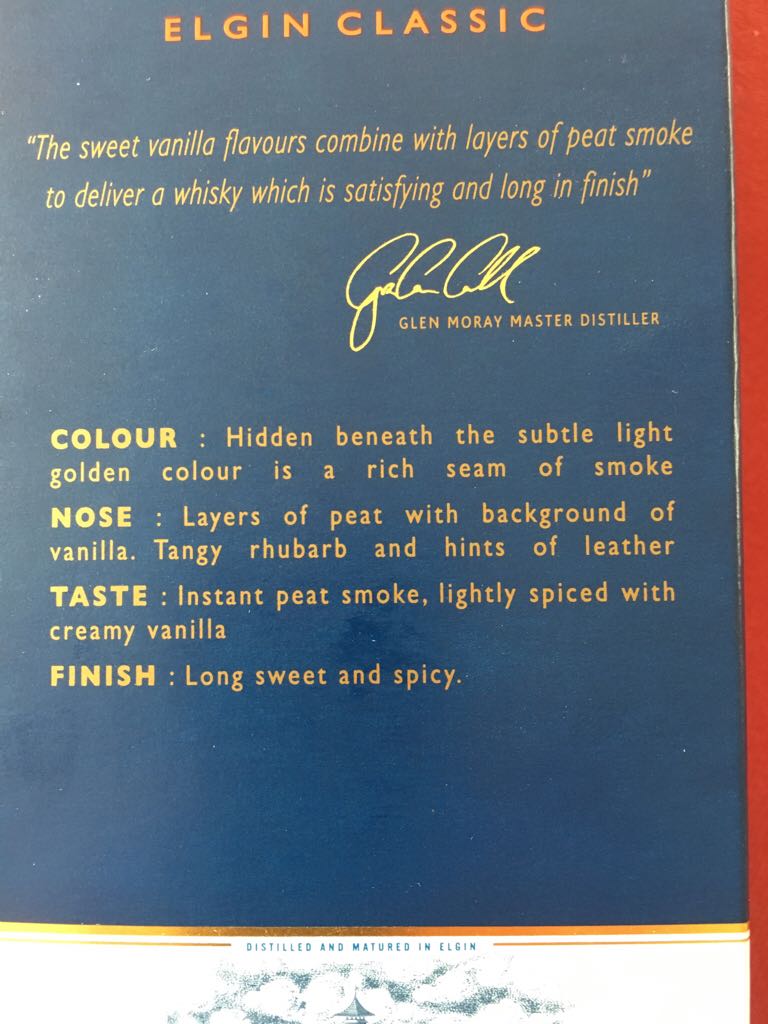 ELGIN CLASSIC
"The sweet vanilla flavours combine with layers of peat smoke
to deliver a whisky which is satisfying and long in finish"
GLEN MORAY MASTER DISTILLER
COLOUR : Hidden beneath the subtle light
golden colour is a rich seam of smoke
NOSE : Layers of peat with background of
vanilla. Tangy rhubarb and hints of leather
TASTE : Instant peat smoke, lightly spiced with
creamy vanilla
FINISH : Long sweet and spicy.
DISTILLED AND MATURED IN ELGIN